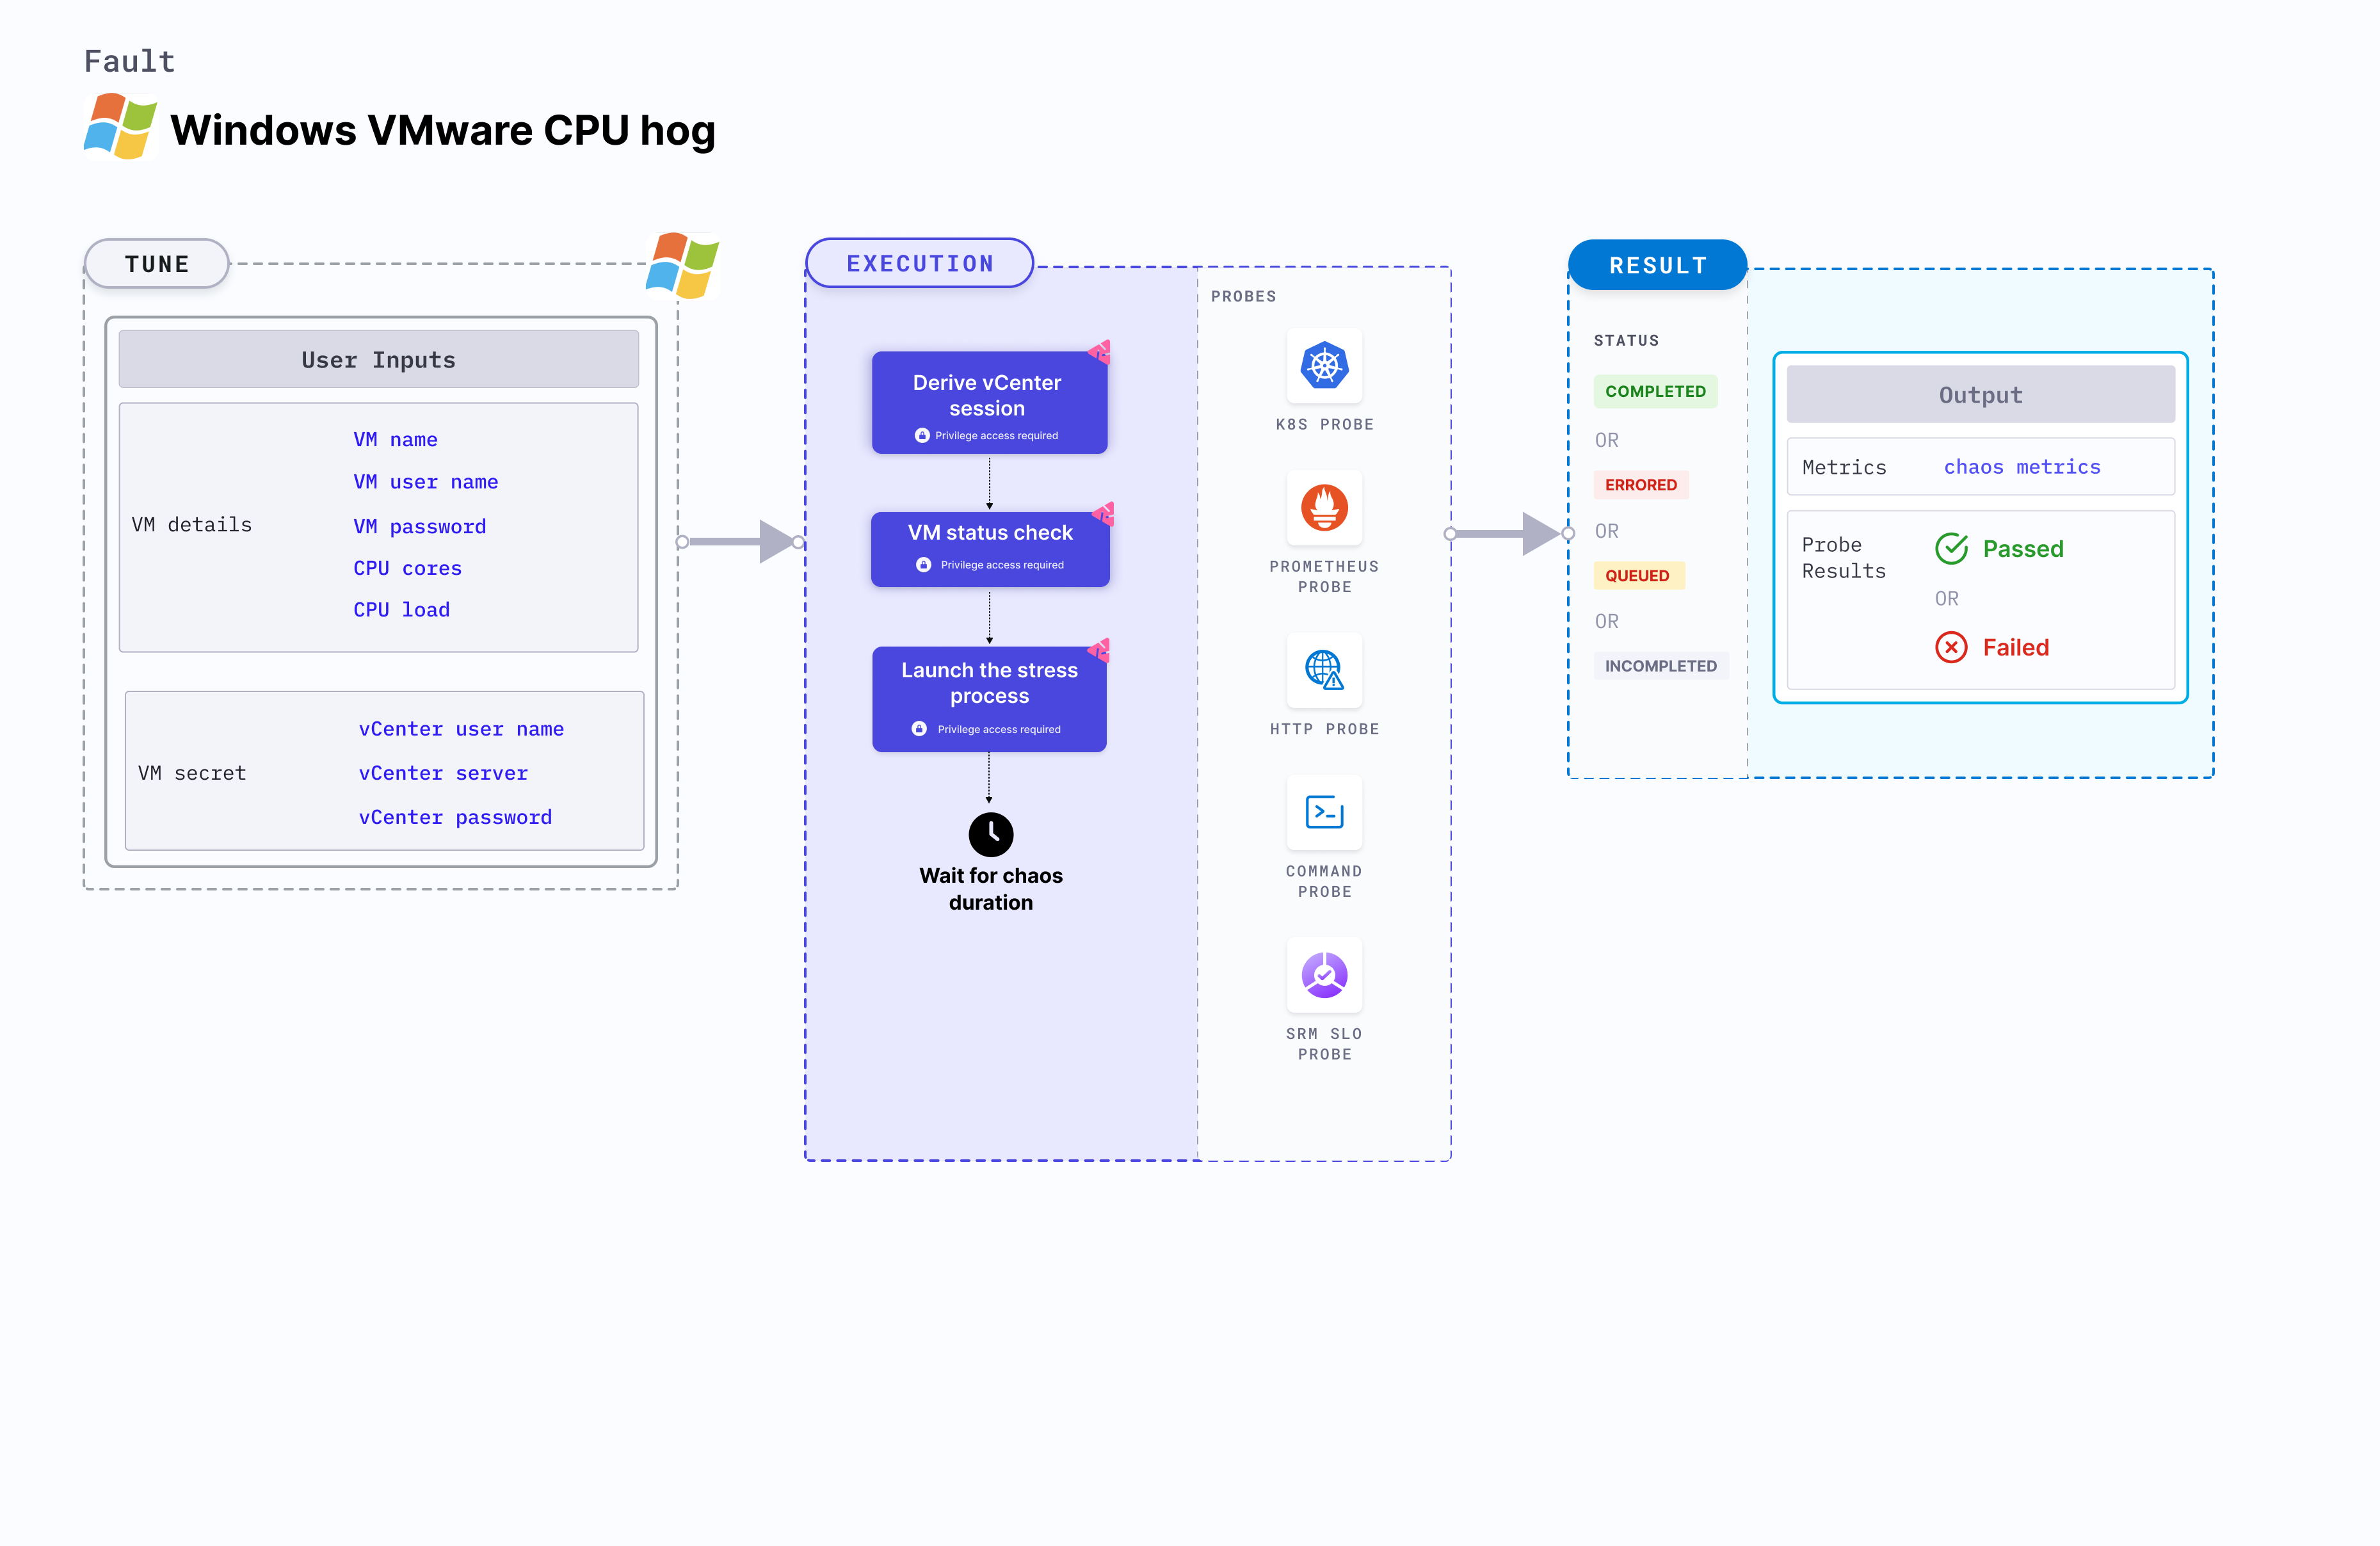 Fault
Windows VMware CPU hog
TUNE
User Inputs
VM details
VM name
VM user name
VM password
CPU cores
CPU load
VM secret
vCenter user name
vCenter server
vCenter password
EXECUTION
Derive vCenter
session
Privilege access required
VM status check
Privilege access required
Launch the stress
process
Privilege access required
Wait for chaos
duration
PROBES
K8S PROBE
PROMETHEUS
PROBE
HTTP PROBE
COMMAND
PROBE
SRM SLO
PROBE
RESULT
STATUS
COMPLETED
OR
ERRORED
OR
QUEUED
OR
INCOMPLETED
Output
Metrics
chaos metrics
Probe
Results
Passed
OR
Failed